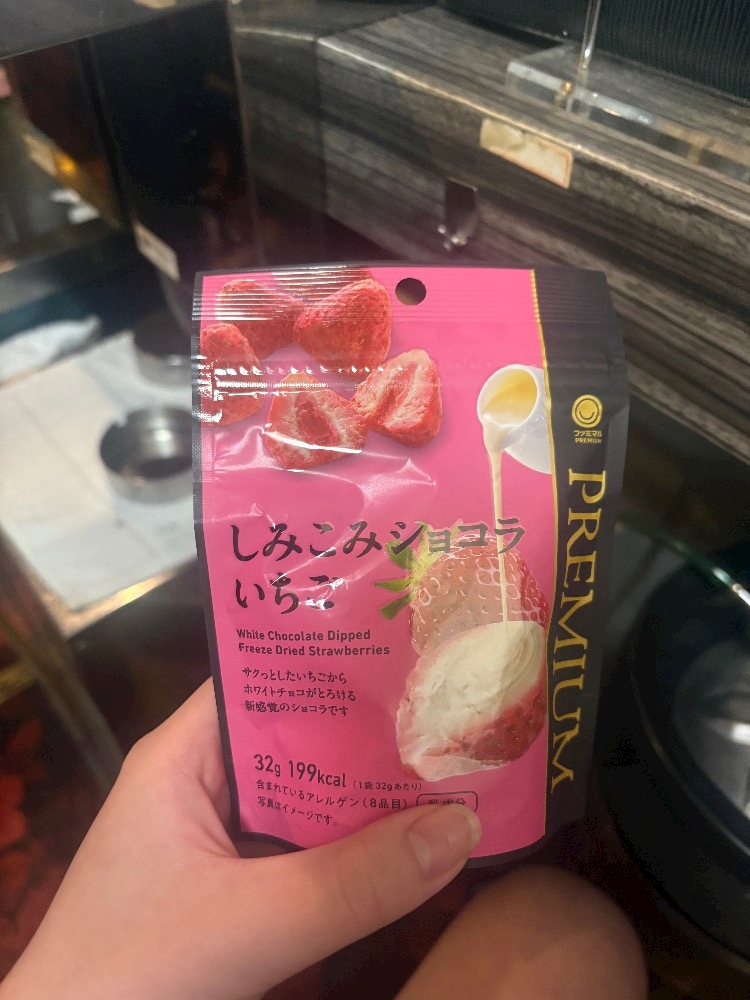 ファミマル
PREMIUM
PREMIUM
しみこみショコラ
いちご
White Chocolate Dipped
Freeze Dried Strawberries
サクっとしたいちごから
ホワイトチョコがとろける
新感覚のショコラです
32g 199kcal (1袋32gあたり)
含まれているアレルゲン(8品目)
写真はイメージです。